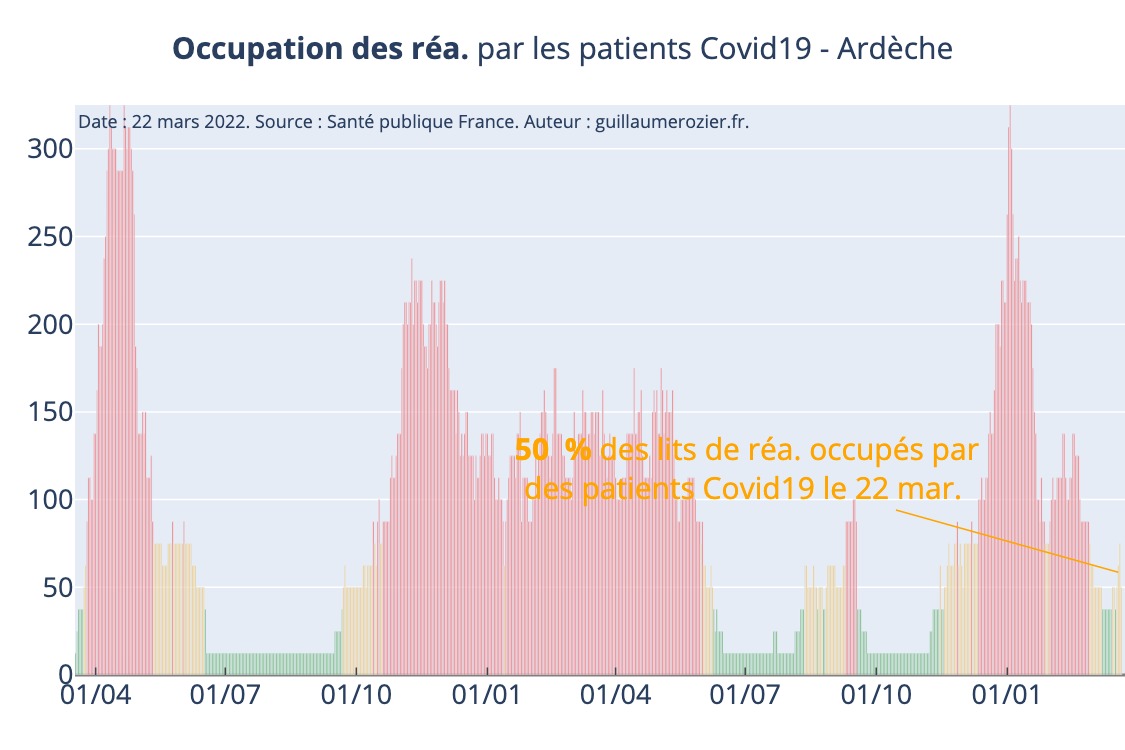 Occupation des réa. par les patients Covid19 - Ardèche
Date : 22 mars 2022. Source : Santé publique France. Auteur : guillaumerozier.fr.
300
250
200
150
50 % des lits de réa. occupés par
des patients Covid19 le 22 mar.
100
50
0
01/04 01/07 01/10 01/01 01/04 01/07 01/10 01/01